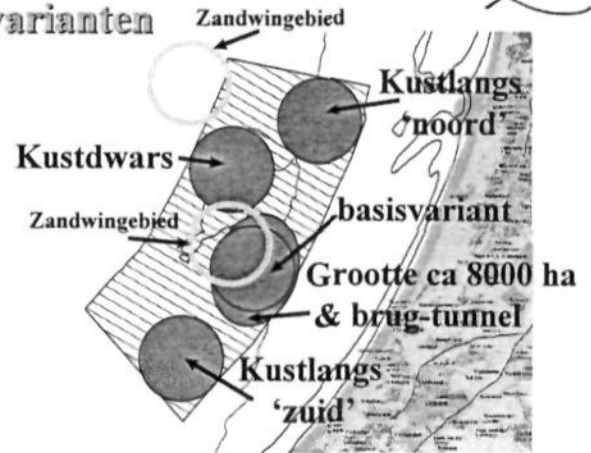 varianten
Zandwingebied
Kustlangs
‘noord’
Kustdwars
Zandwingebied
basisvariant
Grootte ca 8000 ha
& brug-tunnel
Kustlangs
‘zuid’